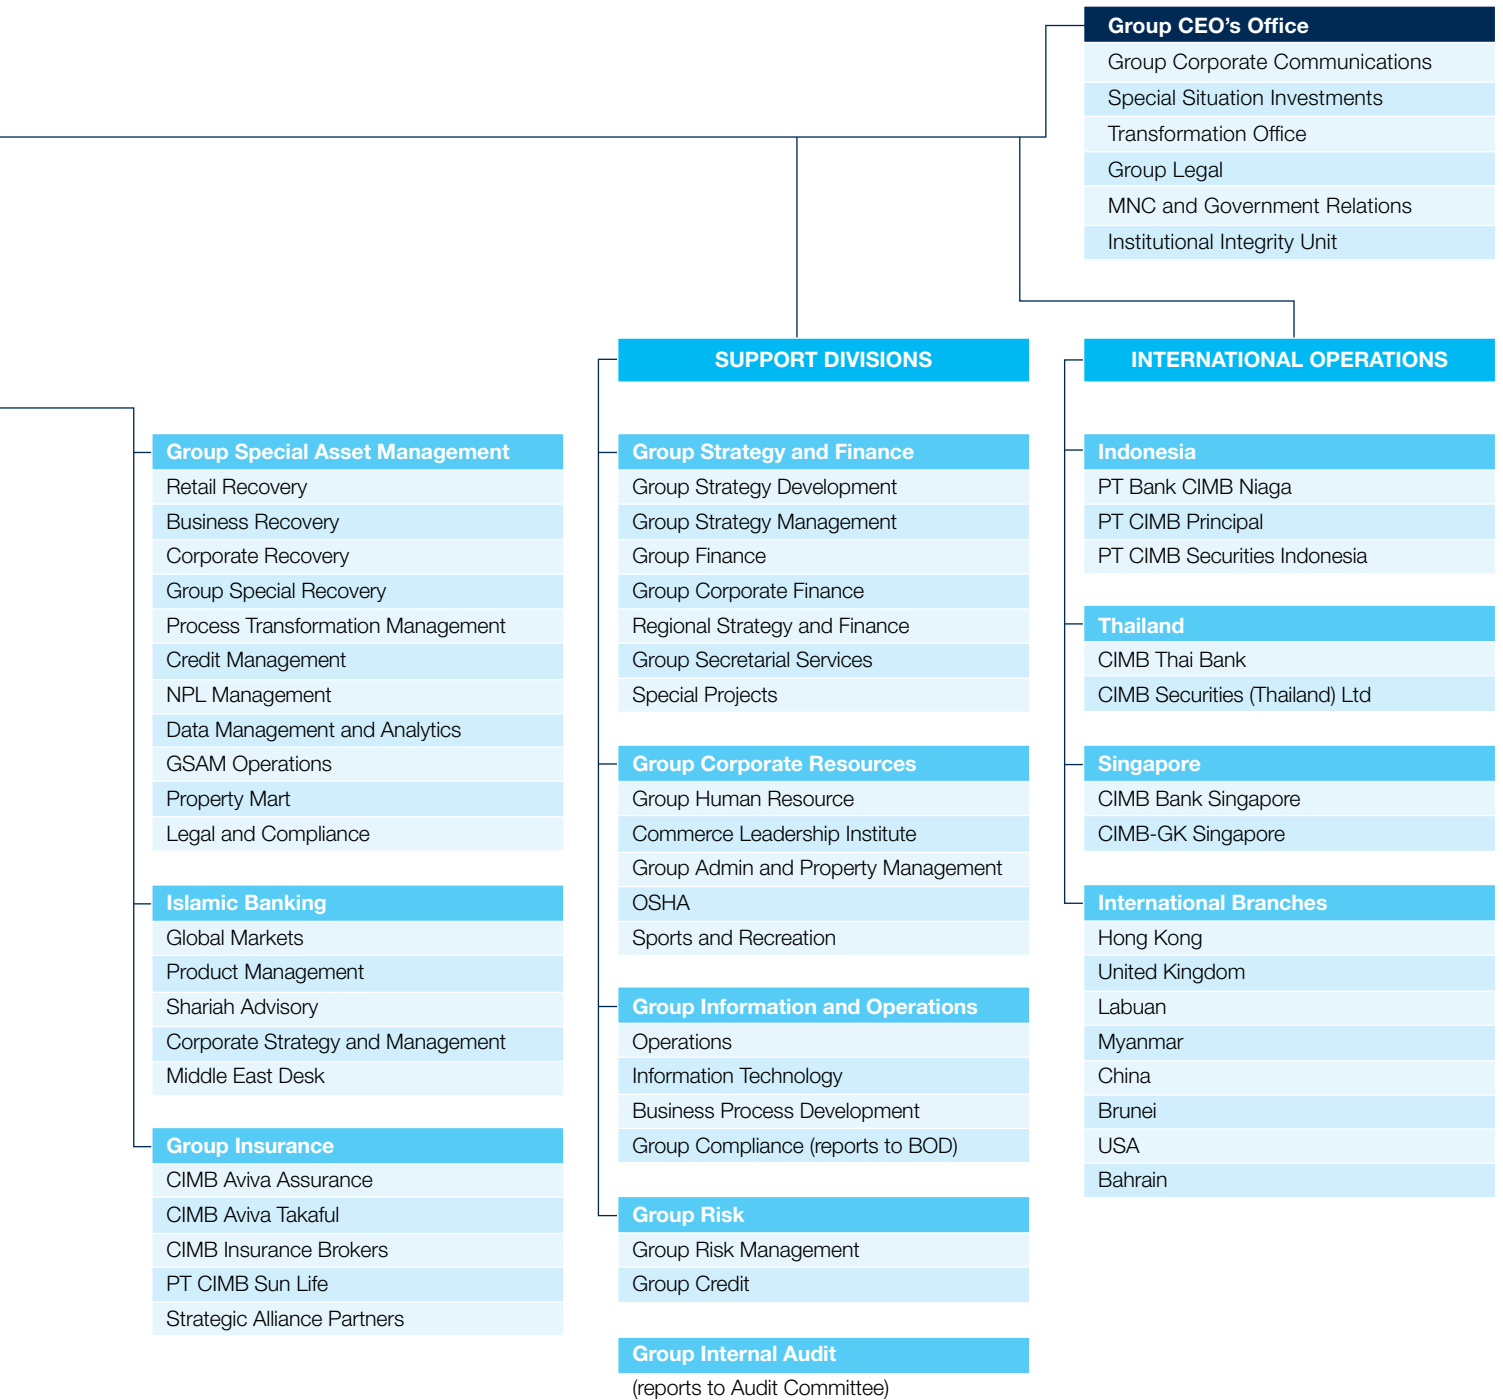 Group CEO's Office
Group Corporate Communications
Special Situation Investments
Transformation Office
Group Legal
MNC and Government Relations
Institutional Integrity Unit
Group Special Asset Management
Retail Recovery
Business Recovery
Corporate Recovery
Group Special Recovery
Process Transformation Management
Credit Management
NPL Management
Data Management and Analytics
GSAM Operations
Property Mart
Legal and Compliance
Islamic Banking
Global Markets
Product Management
Shariah Advisory
Corporate Strategy and Management
Middle East Desk
Group Insurance
CIMB Aviva Assurance
CIMB Aviva Takaful
CIMB Insurance Brokers
PT CIMB Sun Life
Strategic Alliance Partners
SUPPORT DIVISIONS
Group Strategy and Finance
Group Strategy Development
Group Strategy Management
Group Finance
Group Corporate Finance
Regional Strategy and Finance
Group Secretarial Services
Special Projects
Group Corporate Resources
Group Human Resource
Commerce Leadership Institute
Group Admin and Property Management
OSHA
Sports and Recreation
Group Information and Operations
Operations
Information Technology
Business Process Development
Group Compliance (reports to BOD)
Group Risk
Group Risk Management
Group Credit
Group Internal Audit
(reports to Audit Committee)
INTERNATIONAL OPERATIONS
Indonesia
PT Bank CIMB Niaga
PT CIMB Principal
PT CIMB Securities Indonesia
Thailand
CIMB Thai Bank
CIMB Securities (Thailand) Ltd
Singapore
CIMB Bank Singapore
CIMB-GK Singapore
International Branches
Hong Kong
United Kingdom
Labuan
Myanmar
China
Brunei
USA
Bahrain